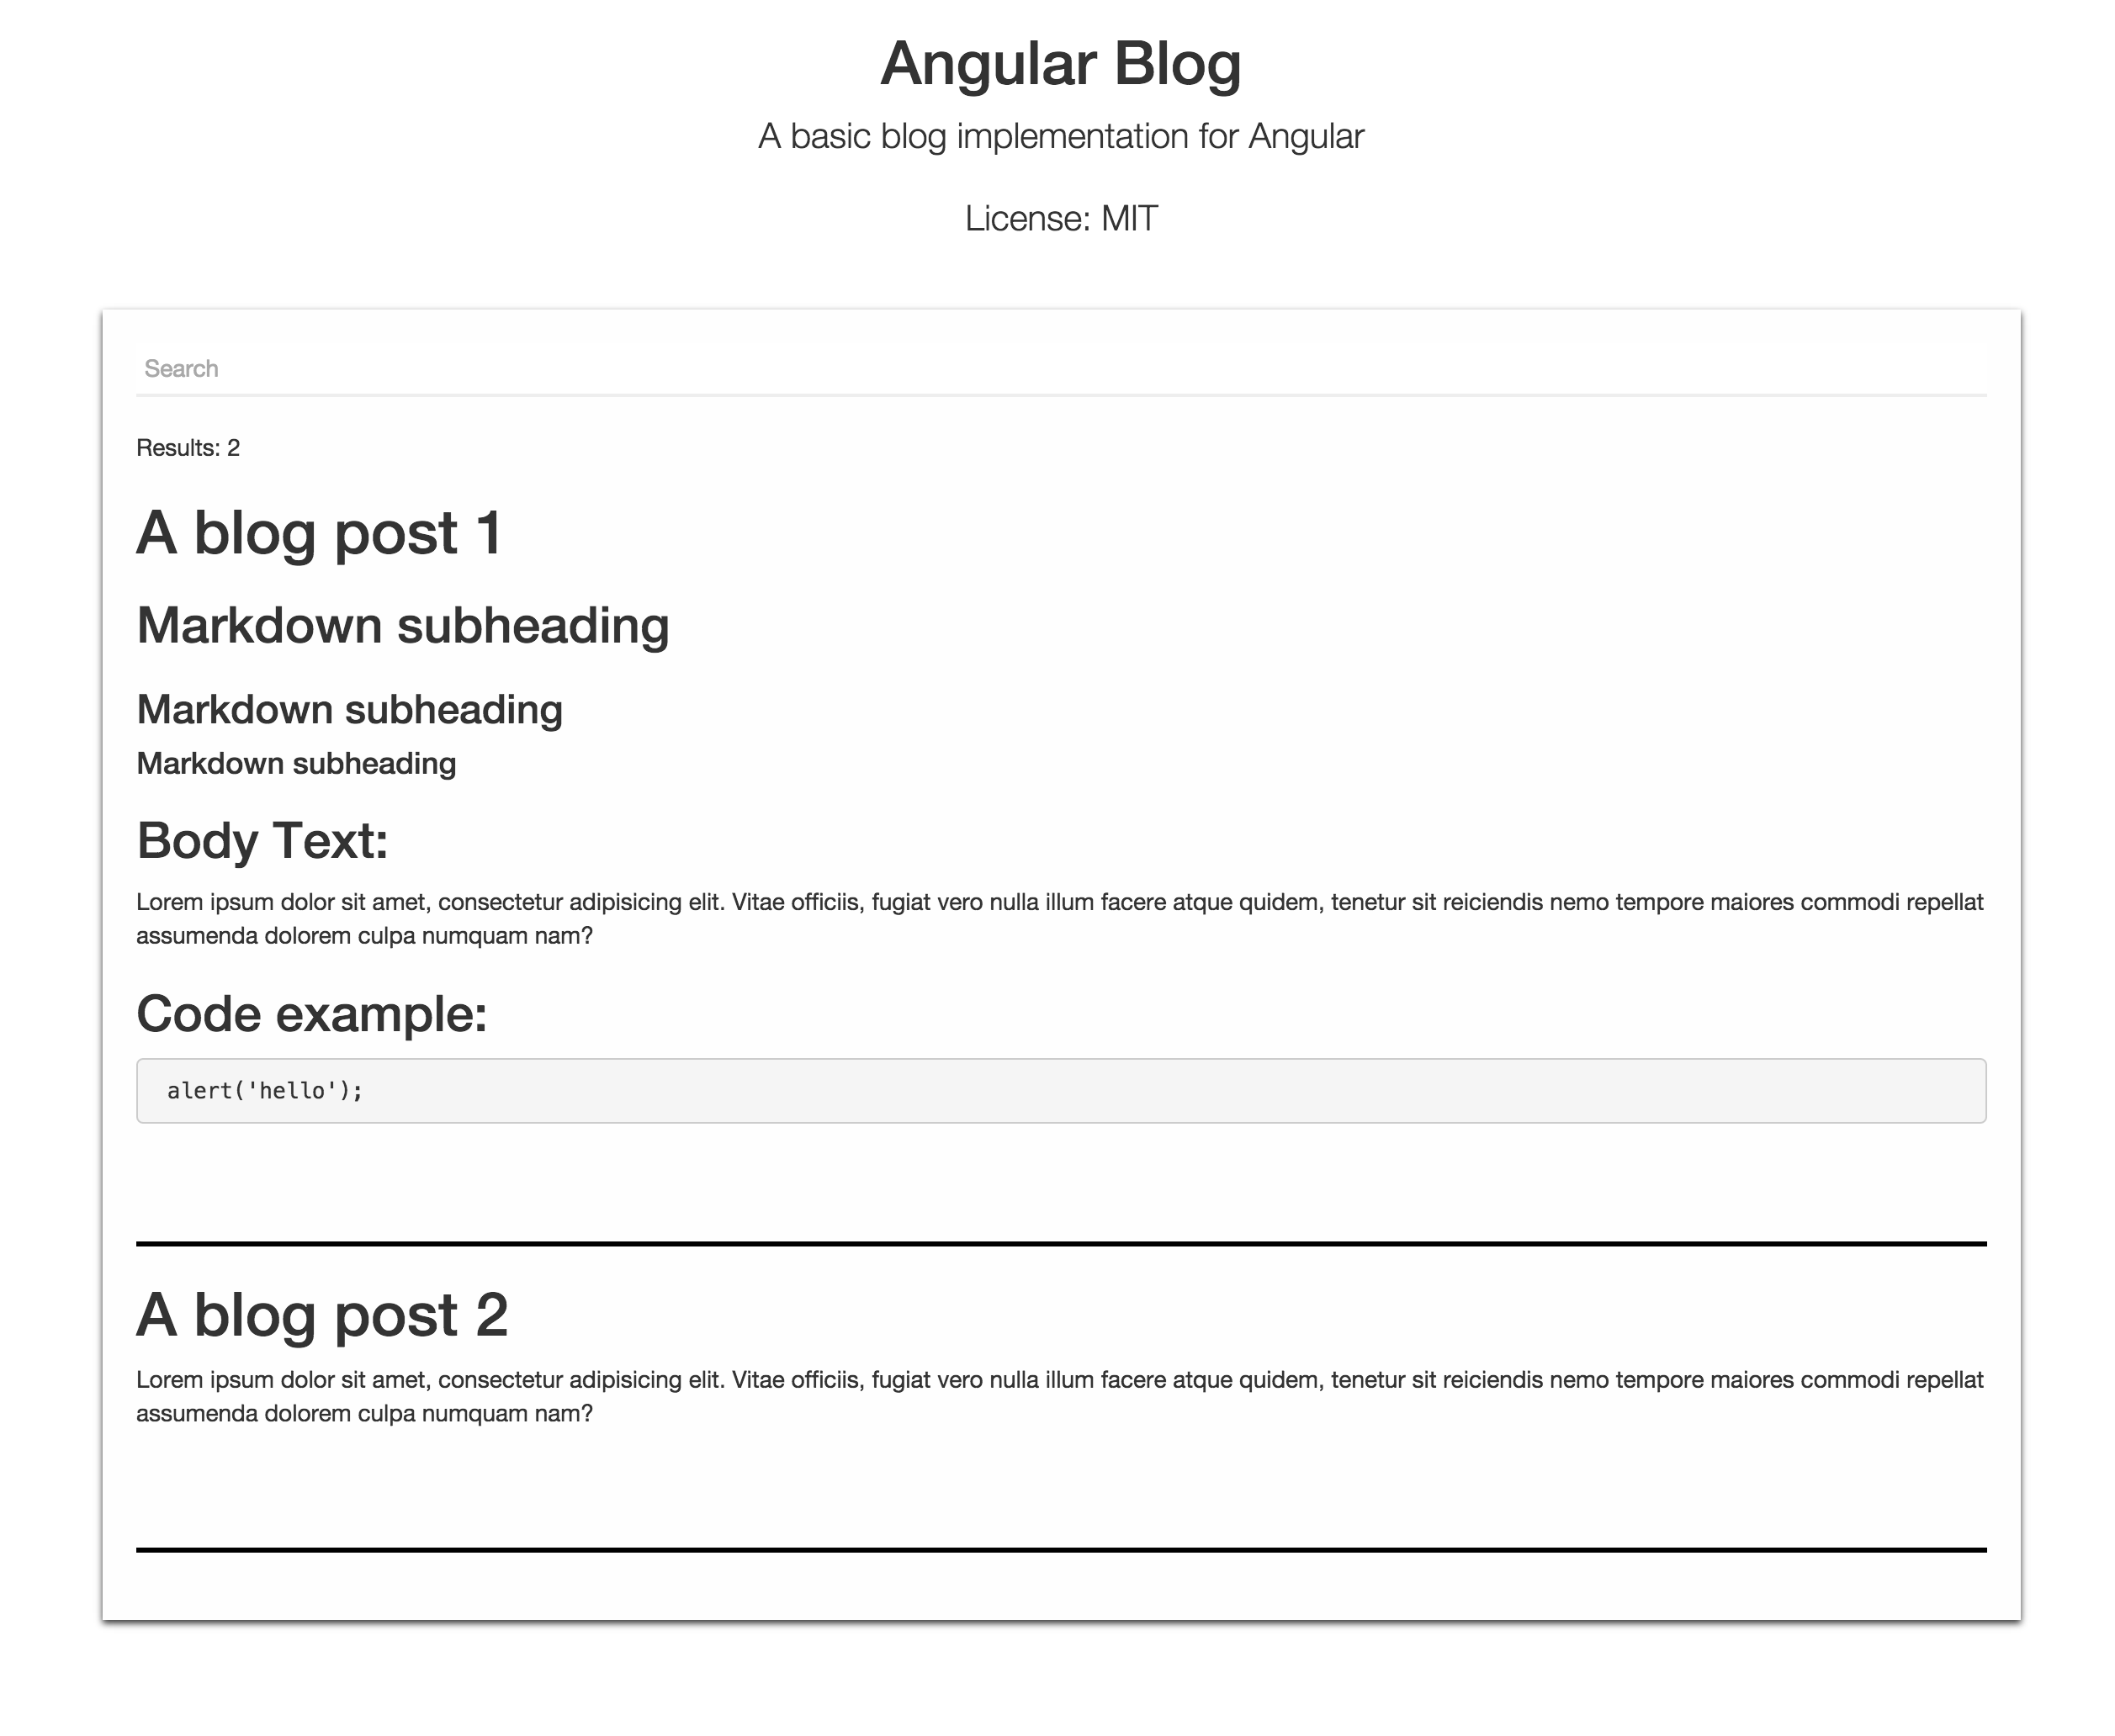 Angular Blog
A basic blog implementation for Angular
License: MIT
Search
Results: 2
A blog post 1
Markdown subheading
Markdown subheading
Markdown subheading
Body Text:
Lorem ipsum dolor sit amet, consectetur adipisicing elit. Vitae officiis, fugiat vero nulla illum facere atque quidem, tenetur sit reiciendis nemo tempore maiores commodi repellat
assumenda dolorem culpa numquam nam?
Code example:
alert('hello');
A blog post 2
Lorem ipsum dolor sit amet, consectetur adipisicing elit. Vitae officiis, fugiat vero nulla illum facere atque quidem, tenetur sit reiciendis nemo tempore maiores commodi repellat
assumenda dolorem culpa numquam nam?